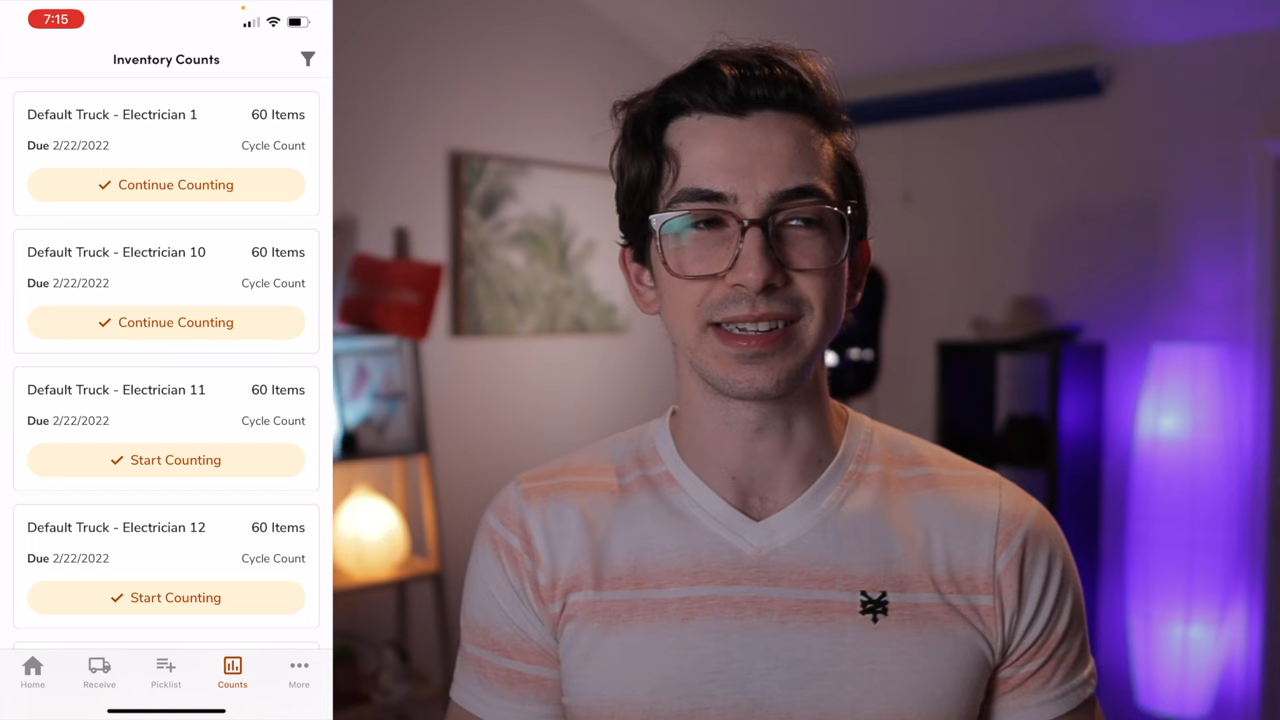 7:15
Inventory Counts
Default Truck - Electrician 1 60 Items
Due 2/22/2022 Cycle Count
Continue Counting
Default Truck - Electrician 10 60 Items
Due 2/22/2022 Cycle Count
Continue Counting
Default Truck - Electrician 11 60 Items
Due 2/22/2022 Cycle Count
Start Counting
Default Truck - Electrician 12 60 Items
Due 2/22/2022 Cycle Count
Start Counting
Home Receive Picklist Counts More